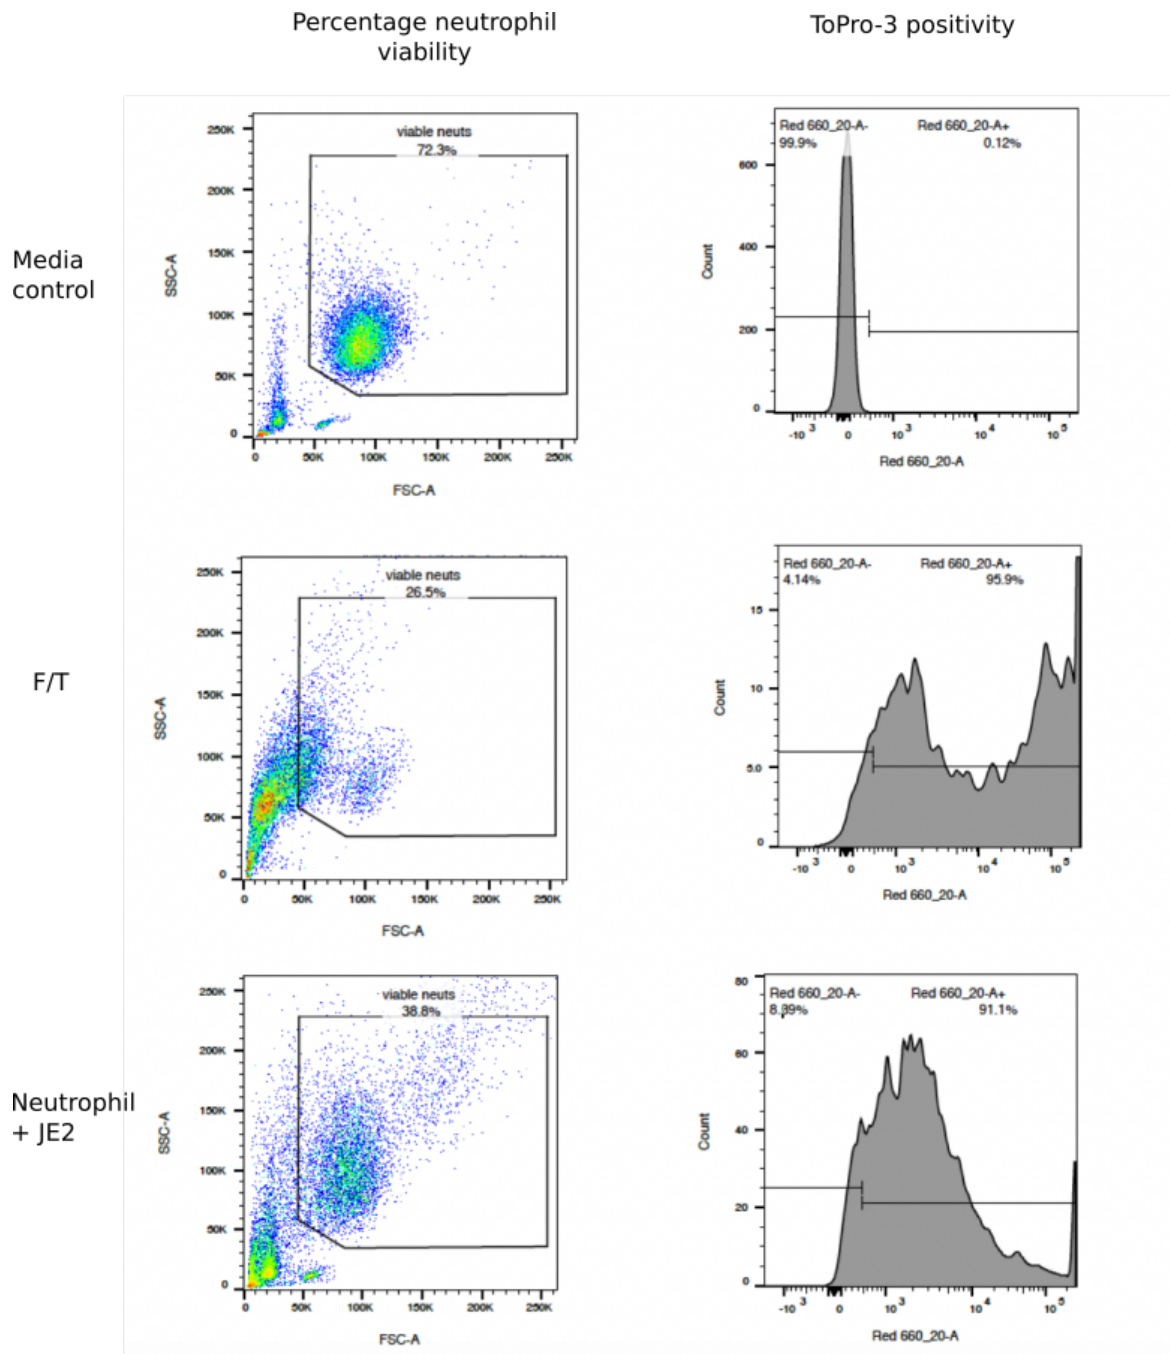 Percentage neutrophil
viability
ToPro-3 positivity
Media
control
viable neuts
72.3%
250K
200K
150K
100K
50K
0
SSC-A
0 50K 100K 150K 200K 250K
FSC-A
Red 660_20-A- Red 660_20-A+
99.9% 0.12%
600
400
200
0
Count
-10 3 0 10 3 10 4 10 5
Red 660_20-A
F/T
viable neuts
26.5%
250K
200K
150K
100K
50K
0
SSC-A
0 50K 100K 150K 200K 250K
FSC-A
Red 660_20-A- Red 660_20-A+
4.14% 95.9%
15
10
5.0
0
Count
-10 3 0 10 3 10 4 10 5
Red 660_20-A
Neutrophil
+ JE2
viable neuts
38.8%
250K
200K
150K
100K
50K
0
SSC-A
0 50K 100K 150K 200K 250K
FSC-A
Red 660_20-A- Red 660_20-A+
8.89% 91.1%
80
60
40
20
0
Count
-10 3 0 10 3 10 4 10 5
Red 660_20-A